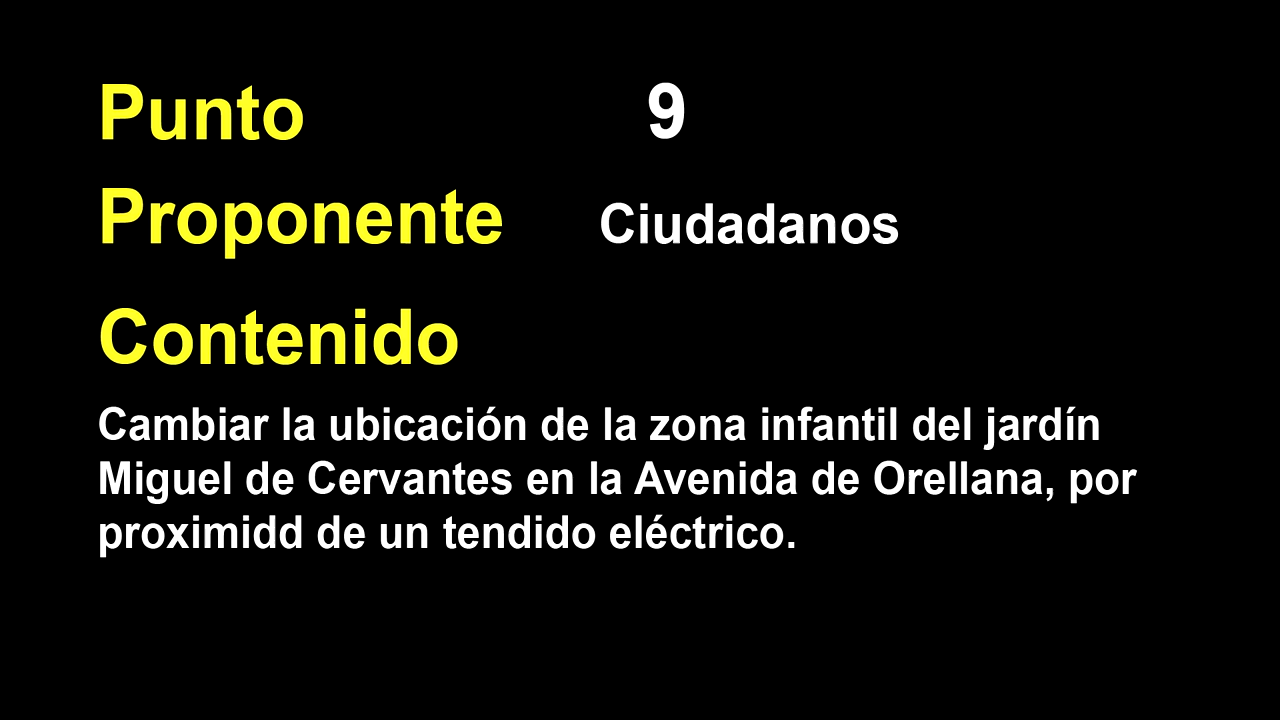 Punto 9
Proponente Ciudadanos
Contenido
Cambiar la ubicación de la zona infantil del jardín
Miguel de Cervantes en la Avenida de Orellana, por
proximidd de un tendido eléctrico.